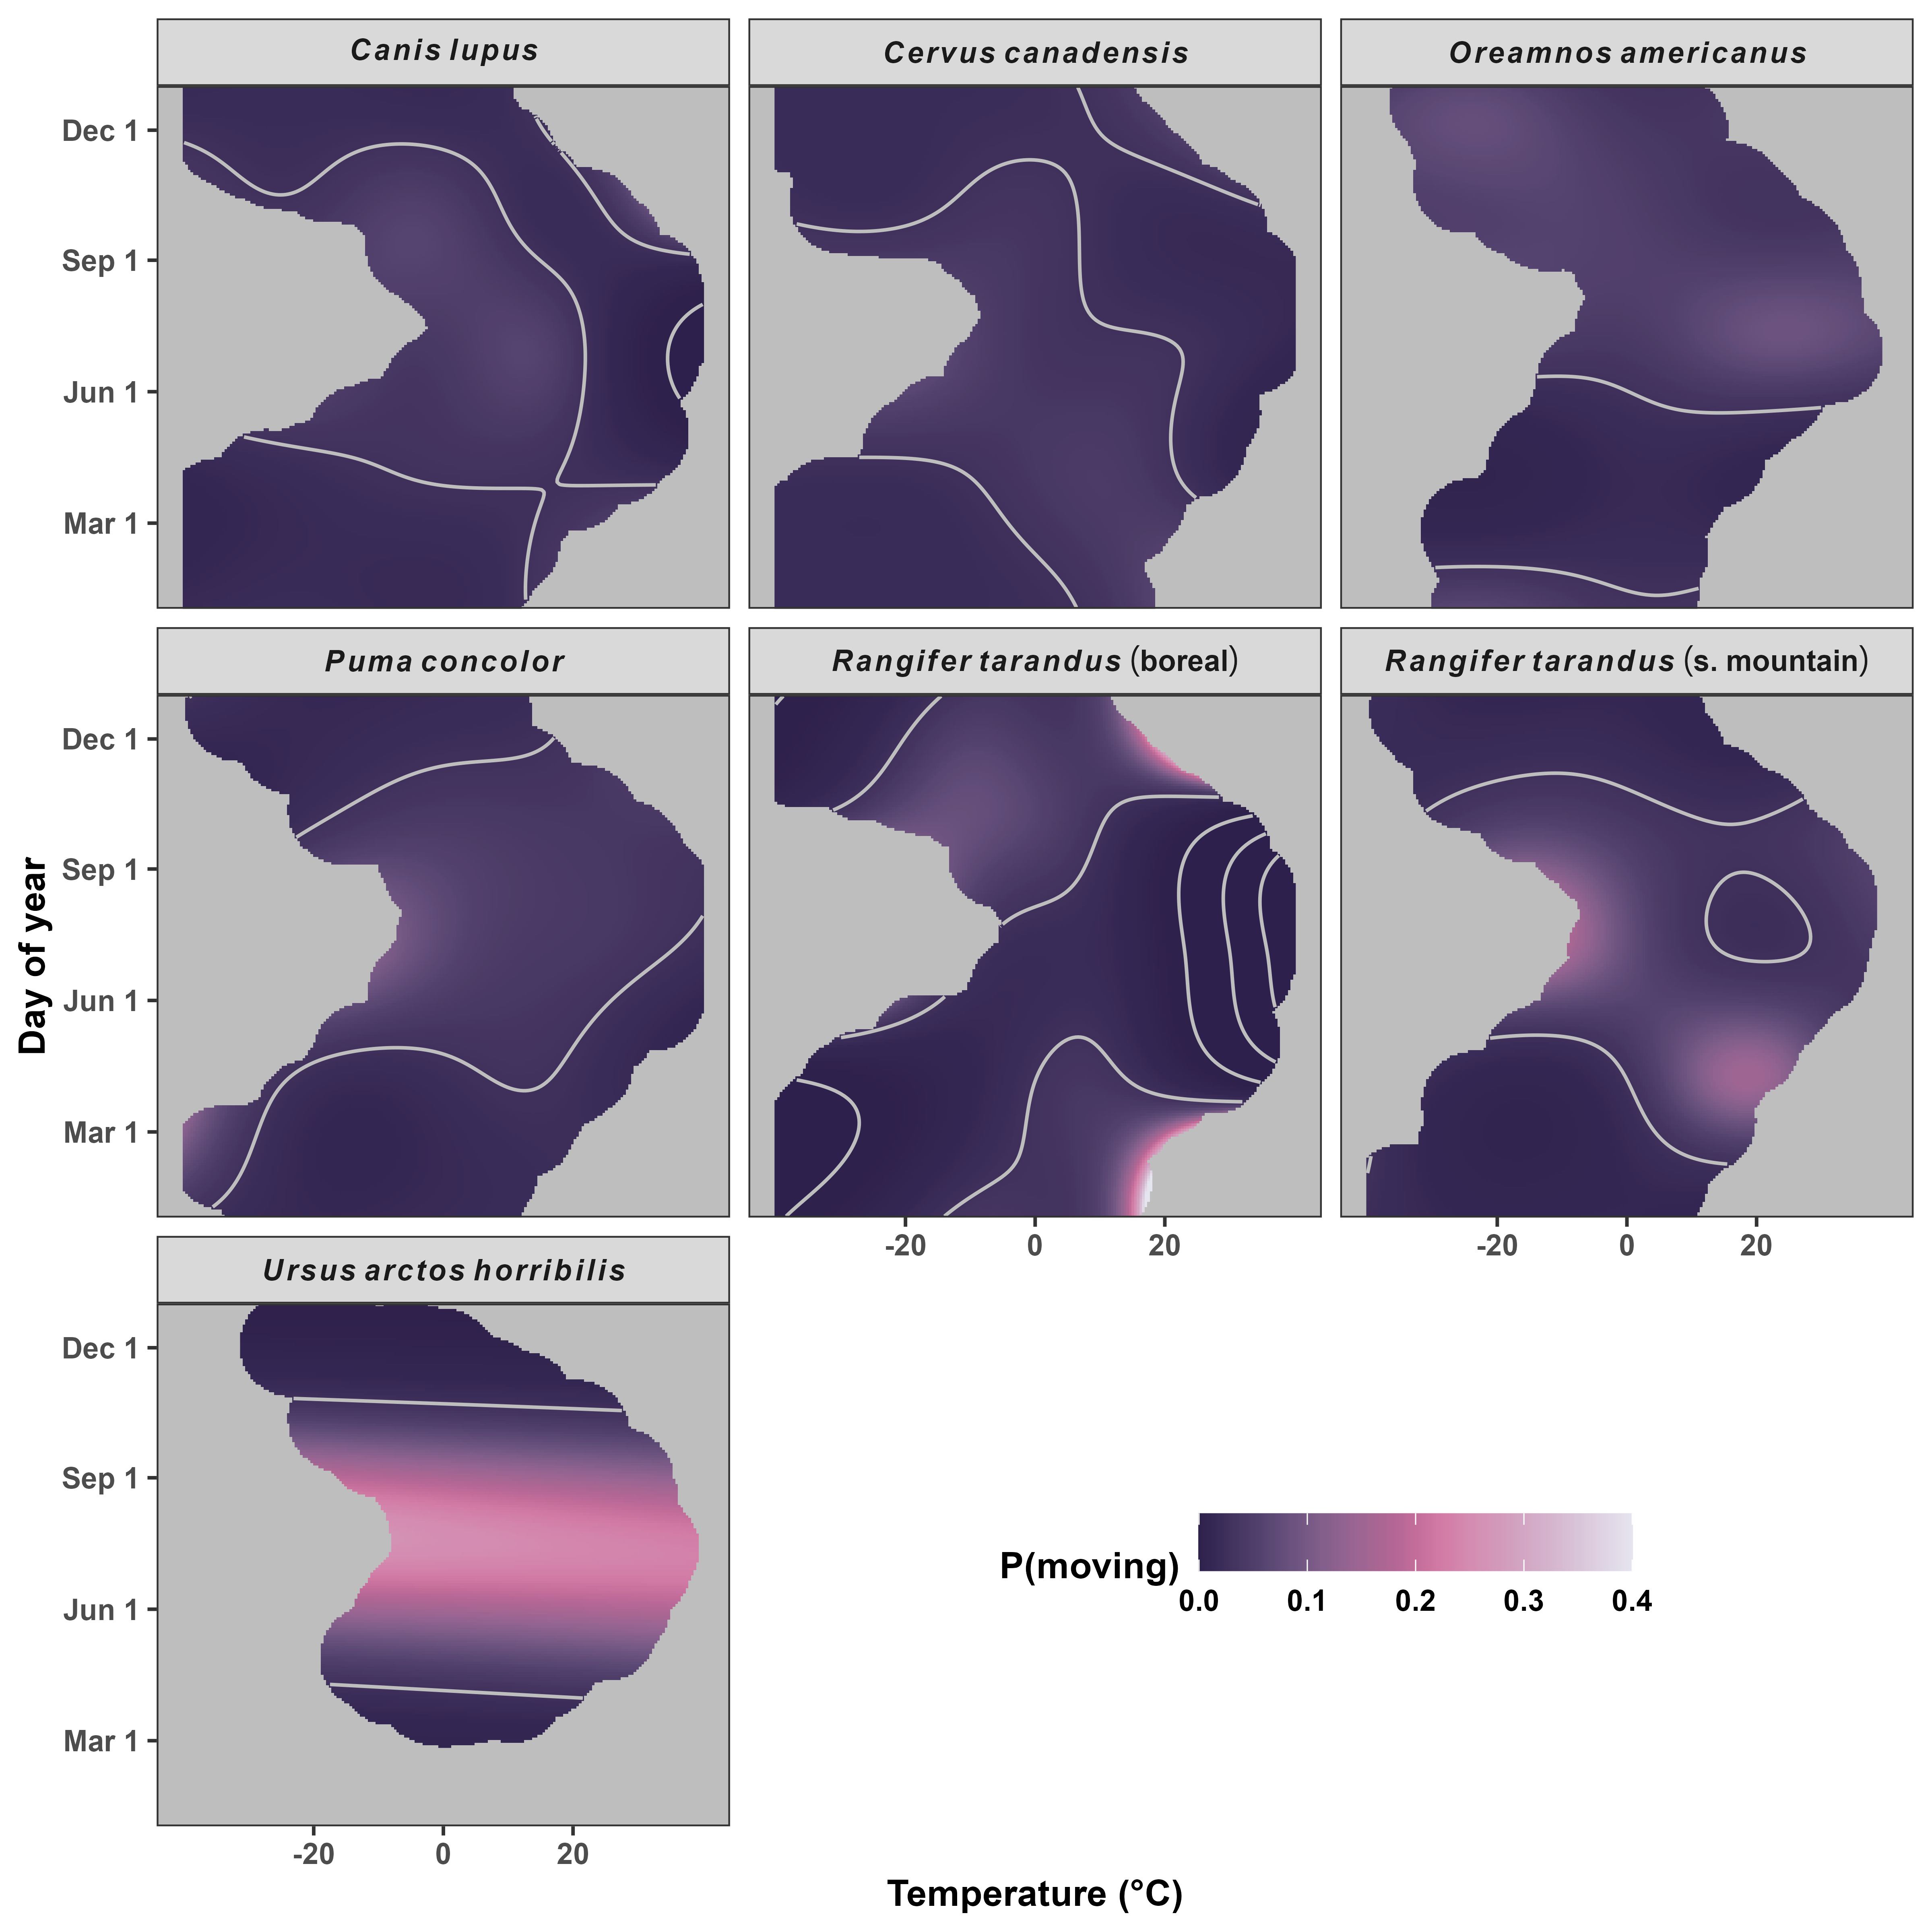 Canis lupus
Cervus canadensis
Oreamnos americanus
Dec 1
Sep 1
Jun 1
Mar 1
Puma concolor
Rangifer tarandus (boreal)
Rangifer tarandus (s. mountain)
Dec 1
Sep 1
Jun 1
Mar 1
-20 0 20
-20 0 20
Day of year
Ursus arctos horribilis
Dec 1
Sep 1
Jun 1
Mar 1
-20 0 20
P(moving)
0.0 0.1 0.2 0.3 0.4
Temperature (°C)